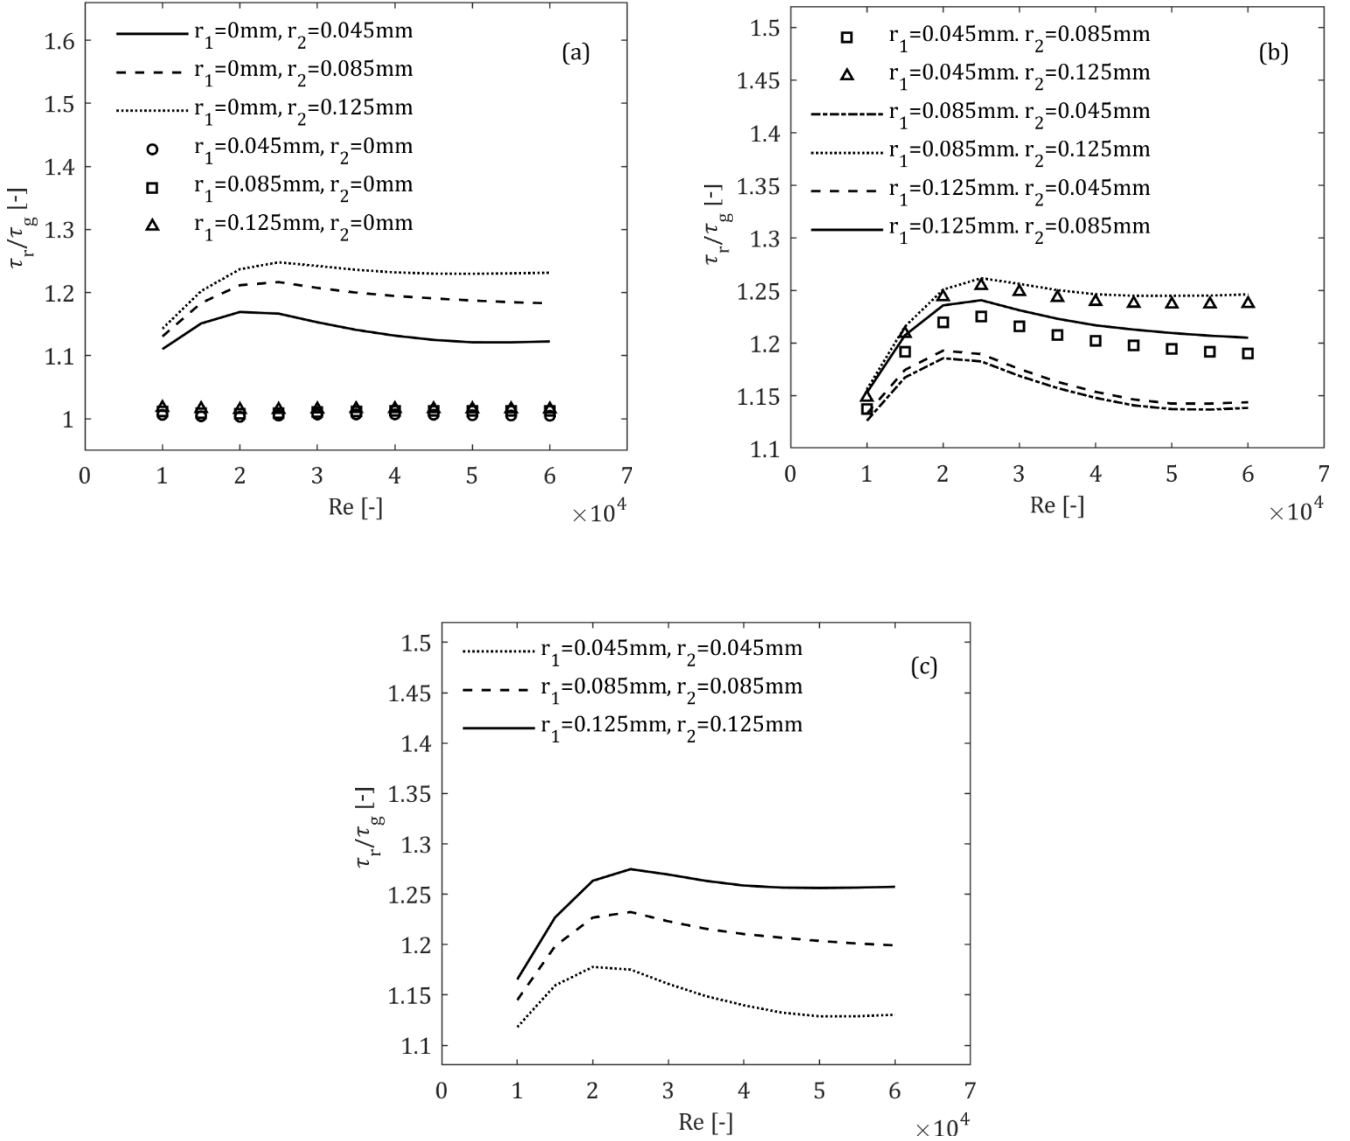 (a)
r1=0mm, r2=0.045mm
r1=0mm, r2=0.085mm
r1=0mm, r2=0.125mm
r1=0.045mm, r2=0mm
r1=0.085mm, r2=0mm
r1=0.125mm, r2=0mm
1.6
1.5
1.4
1.3
1.2
1.1
1
τr/τg [-]
0 1 2 3 4 5 6 7
Re [-]
×10^4
(b)
r1=0.045mm. r2=0.085mm
r1=0.045mm. r2=0.125mm
r1=0.085mm. r2=0.045mm
r1=0.085mm. r2=0.125mm
r1=0.125mm. r2=0.045mm
r1=0.125mm. r2=0.085mm
1.5
1.45
1.4
1.35
1.3
1.25
1.2
1.15
1.1
τr/τg [-]
0 1 2 3 4 5 6 7
Re [-]
×10^4
(c)
r1=0.045mm, r2=0.045mm
r1=0.085mm, r2=0.085mm
r1=0.125mm, r2=0.125mm
1.5
1.45
1.4
1.35
1.3
1.25
1.2
1.15
1.1
τr/τg [-]
0 1 2 3 4 5 6 7
Re [-]
×10^4